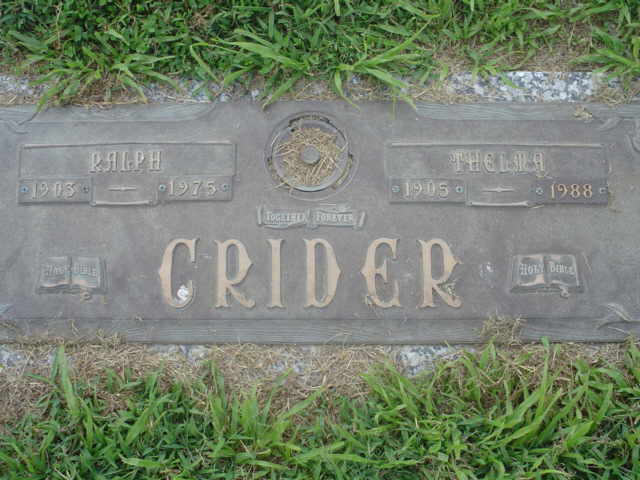 RALPH THELMA
1903 1975 1905 1988
TOGETHER FOREVER
HOLY BIBLE HOLY BIBLE
CRIDER